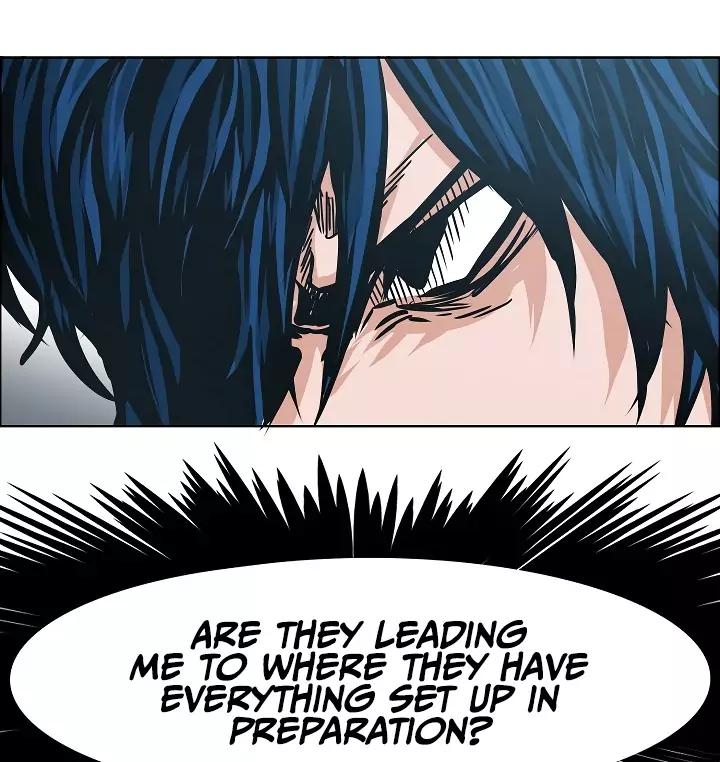 ARE THEY LEADING
ME TO WHERE THEY HAVE
EVERYTHING SET UP IN
PREPARATION?